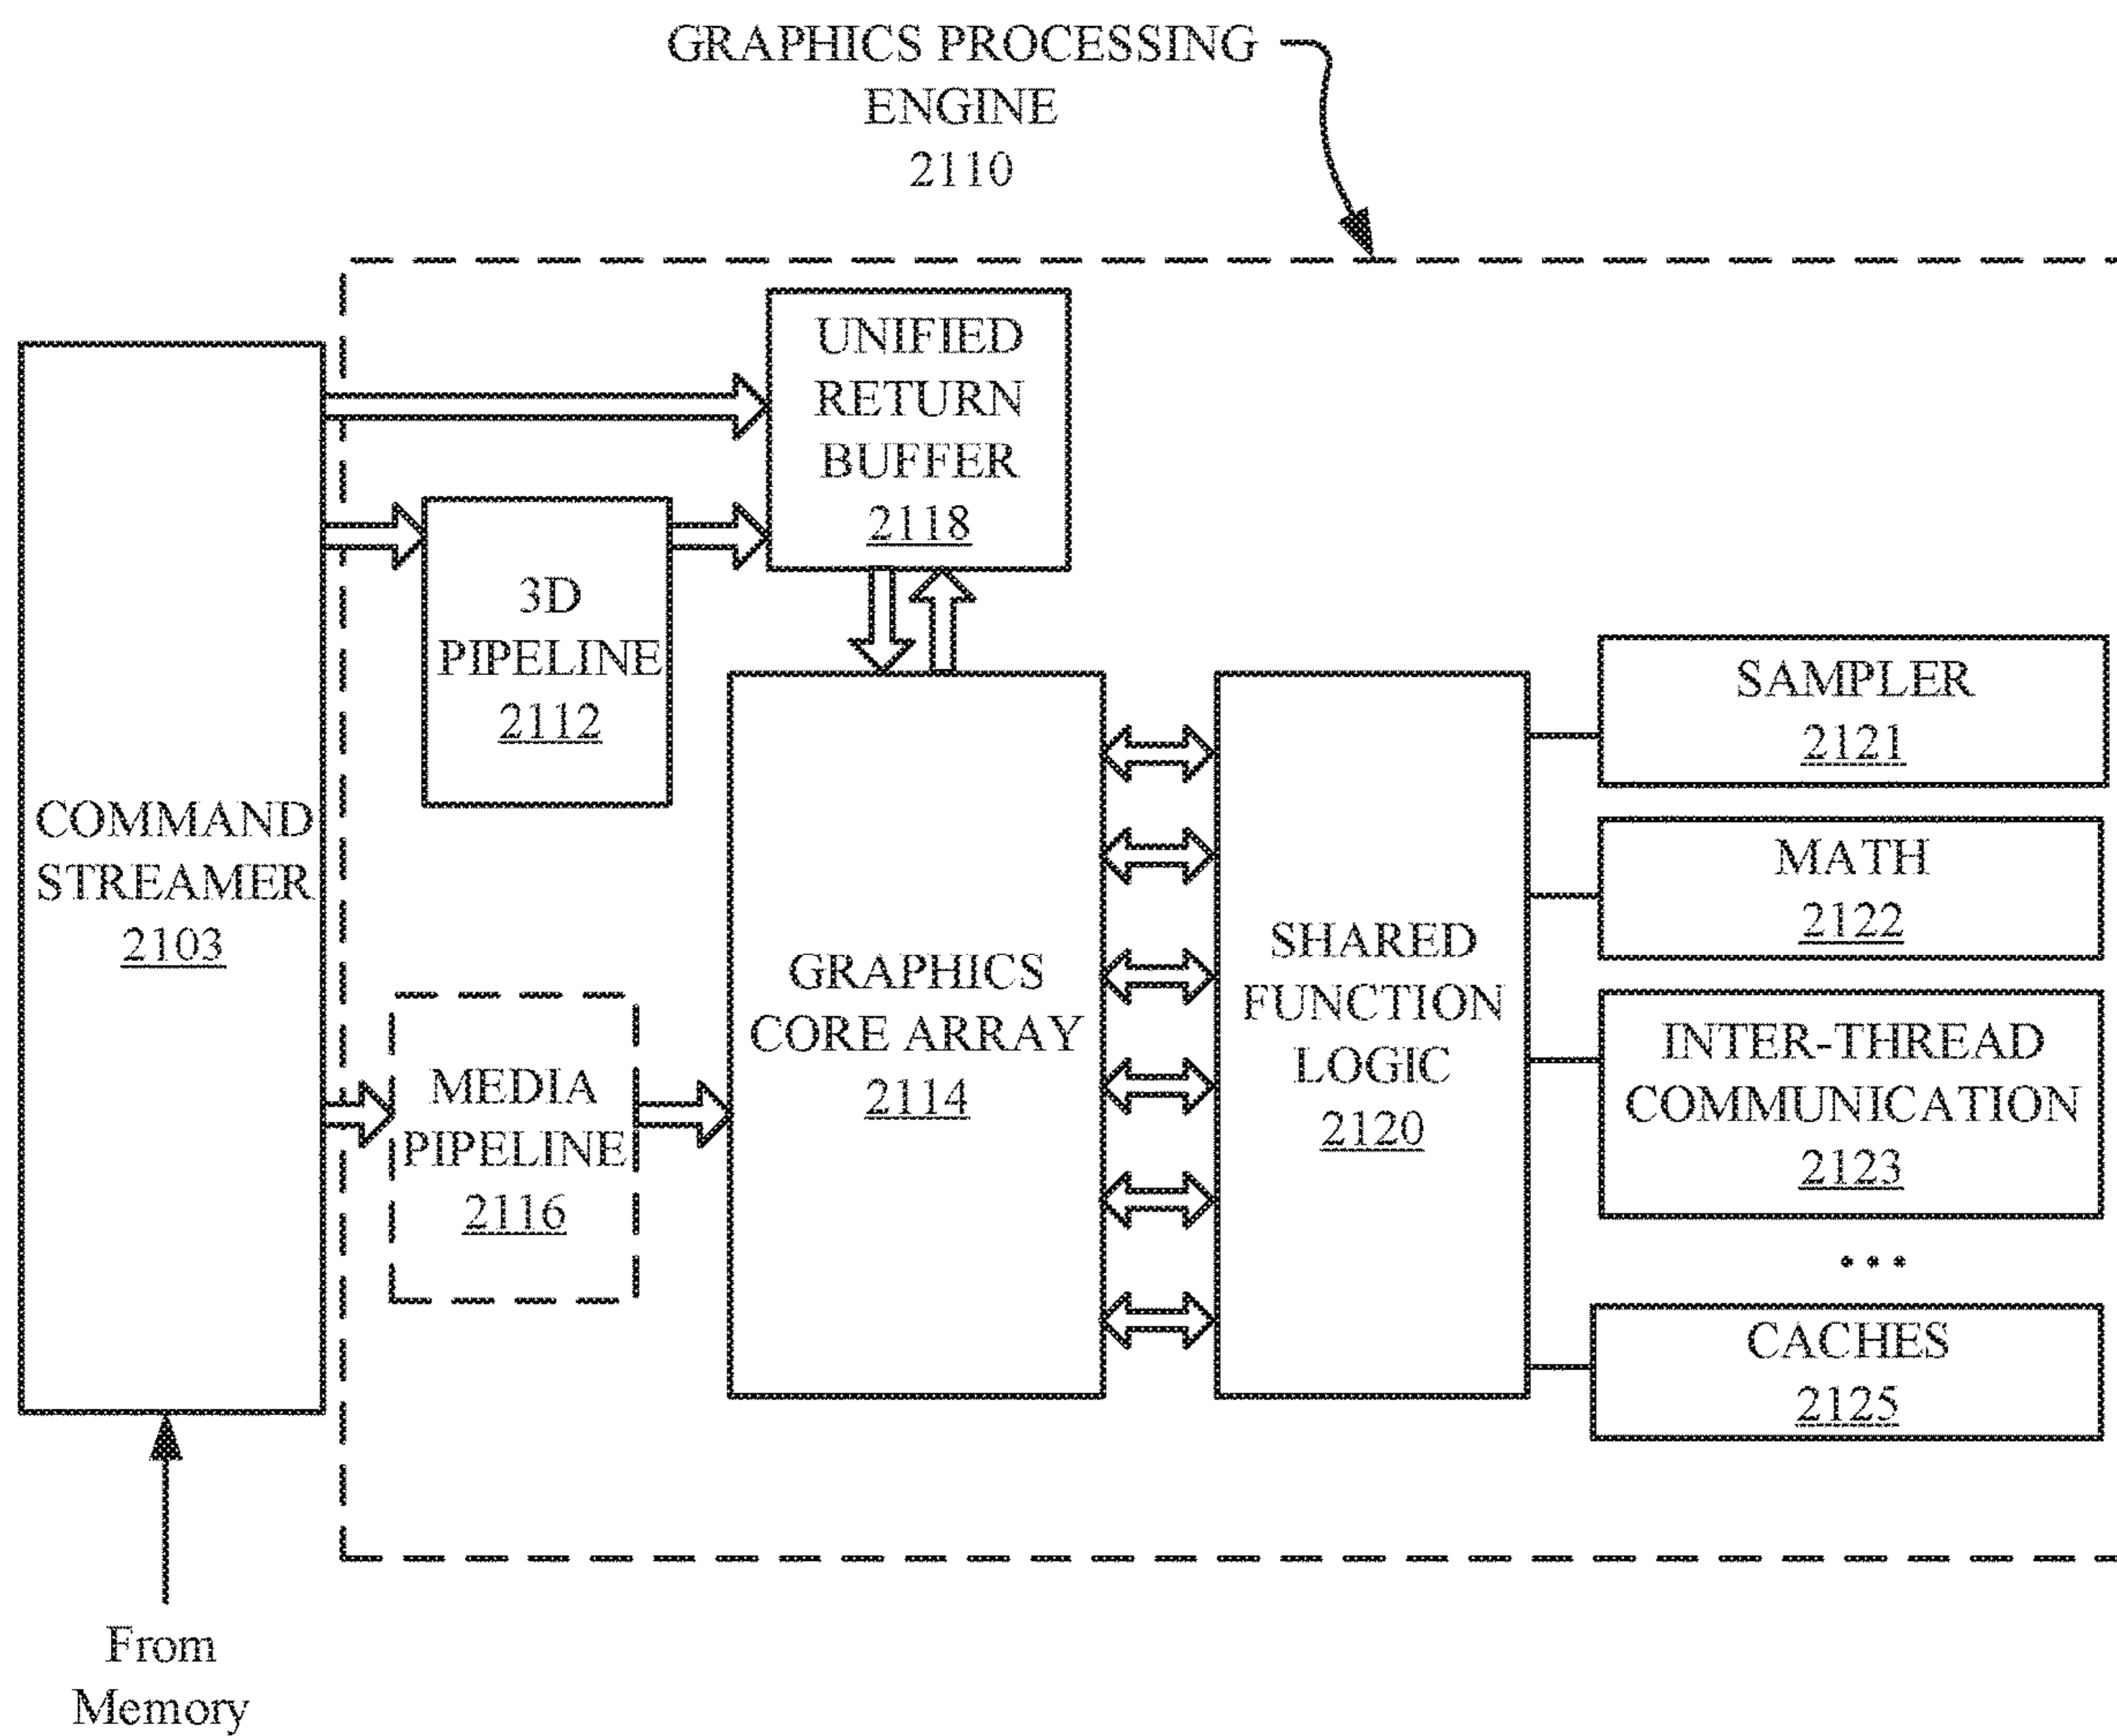 GRAPHICS PROCESSING
ENGINE
2110
UNIFIED
RETURN
BUFFER
2118
3D
PIPELINE
2112
COMMAND
STREAMER
2103
MEDIA
PIPELINE
2116
GRAPHICS
CORE ARRAY
2114
SHARED
FUNCTION
LOGIC
2120
SAMPLER
2121
MATH
2122
INTER-THREAD
COMMUNICATION
2123
...
CACHES
2125
From
Memory